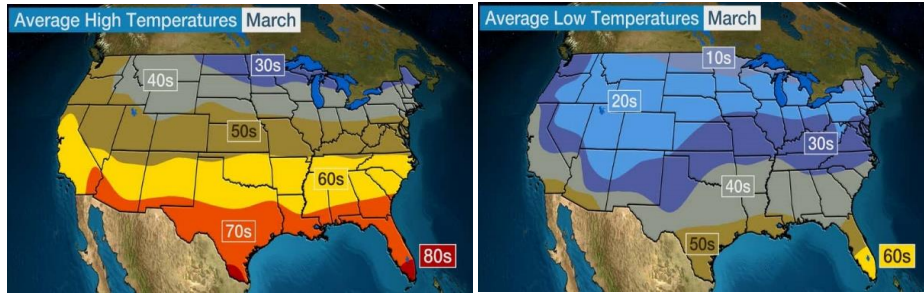 Average High Temperatures March
30s
40s
50s
60s
70s
80s
Average Low Temperatures March
10s
20s
30s
40s
50s
60s